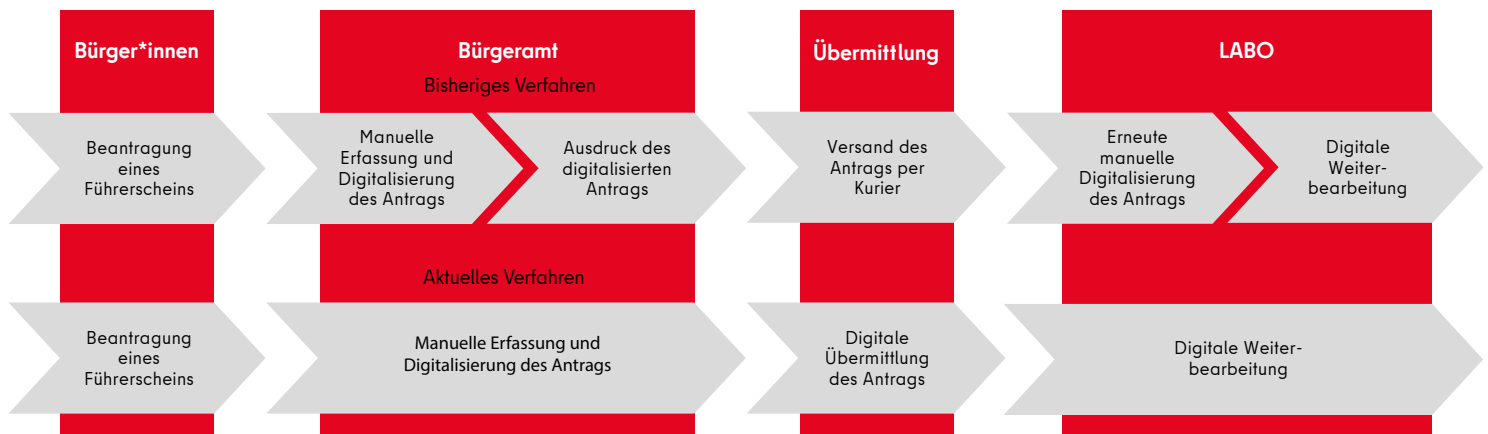 Bürger*innen
Bürgeramt
Übermittlung
LABO
Bisheriges Verfahren
Beantragung
eines
Führerscheins
Manuelle
Erfassung und
Digitalisierung
des Antrags
Ausdruck des
digitalisierten
Antrags
Versand des
Antrags per
Kurier
Erneute
manuelle
Digitalisierung
des Antrags
Digitale
Weiter-
bearbeitung
Aktuelles Verfahren
Beantragung
eines
Führerscheins
Manuelle Erfassung und
Digitalisierung des Antrags
Digitale
Übermittlung
des Antrags
Digitale Weiter-
bearbeitung